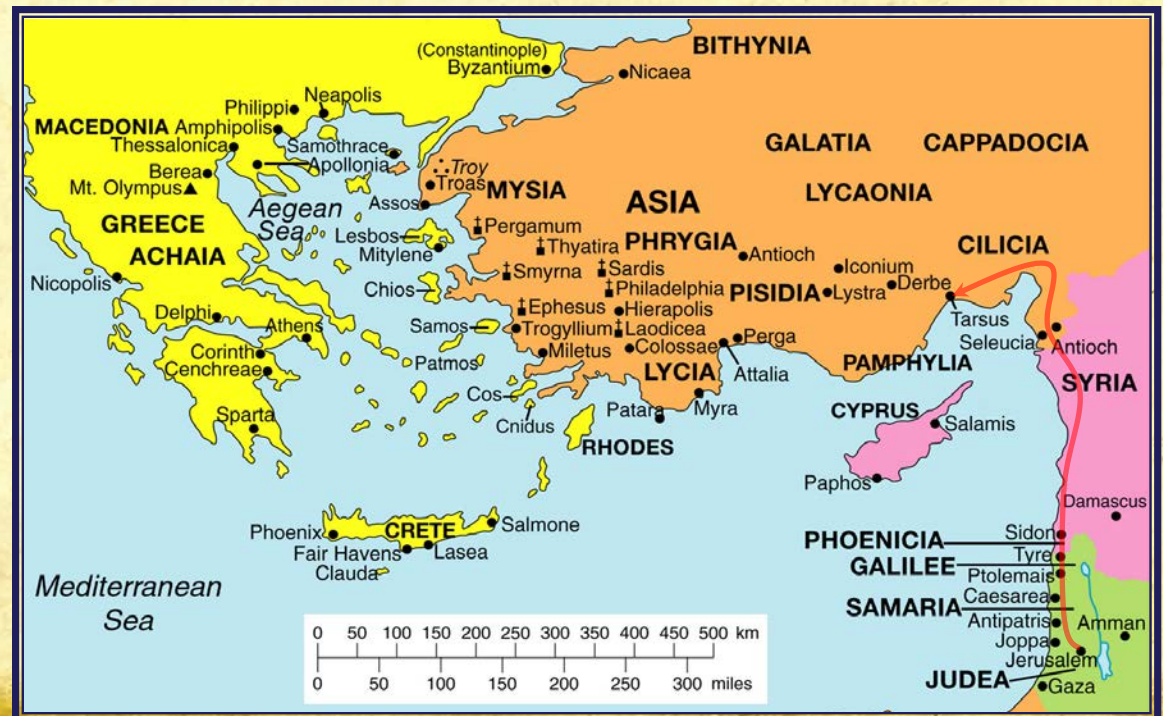 BITHYNIA
(Constantinople)
Byzantium
Nicaea
Neapolis
Philippi
MACEDONIA Amphipolis
Thessalonica
Samothrace
Apollonia
GALATIA
CAPPADOCIA
Berea
Mt. Olympus
Troy
Troas
MYSIA
ASIA
LYCAONIA
Assos
Aegean
Sea
GREECE
ACHAIA
Pergamum
Lesbos
Mitylene
Thyatira
PHRYGIA
Antioch
CILICIA
Nicopolis
Chios
Smyrna
Sardis
Iconium
Philadelphia
PISIDIA
Lystra
Derbe
Delphi
Athens
Samos
Ephesus
Hierapolis
Trogyllium
Laodicea
Tarsus
Seleucia
Antioch
Corinth
Cenchreae
Patmos
Miletus
Colossae
Perga
Attalia
PAMPHYLIA
LYCIA
SYRIA
Sparta
Cos
Cnidus
Patara
Myra
CYPRUS
Salamis
RHODES
Paphos
Damascus
Phoenix
CRETE
Salmone
Fair Havens
Lasea
Clauda
Sidon
PHOENICIA
Tyre
GALILEE
Ptolemais
Caesarea
SAMARIA
Antipatris
Amman
Joppa
Jerusalem
JUDEA
Gaza
Mediterranean
Sea
0 50 100 150 200 250 300 350 400 450 500 km
0 50 100 150 200 250 300 miles